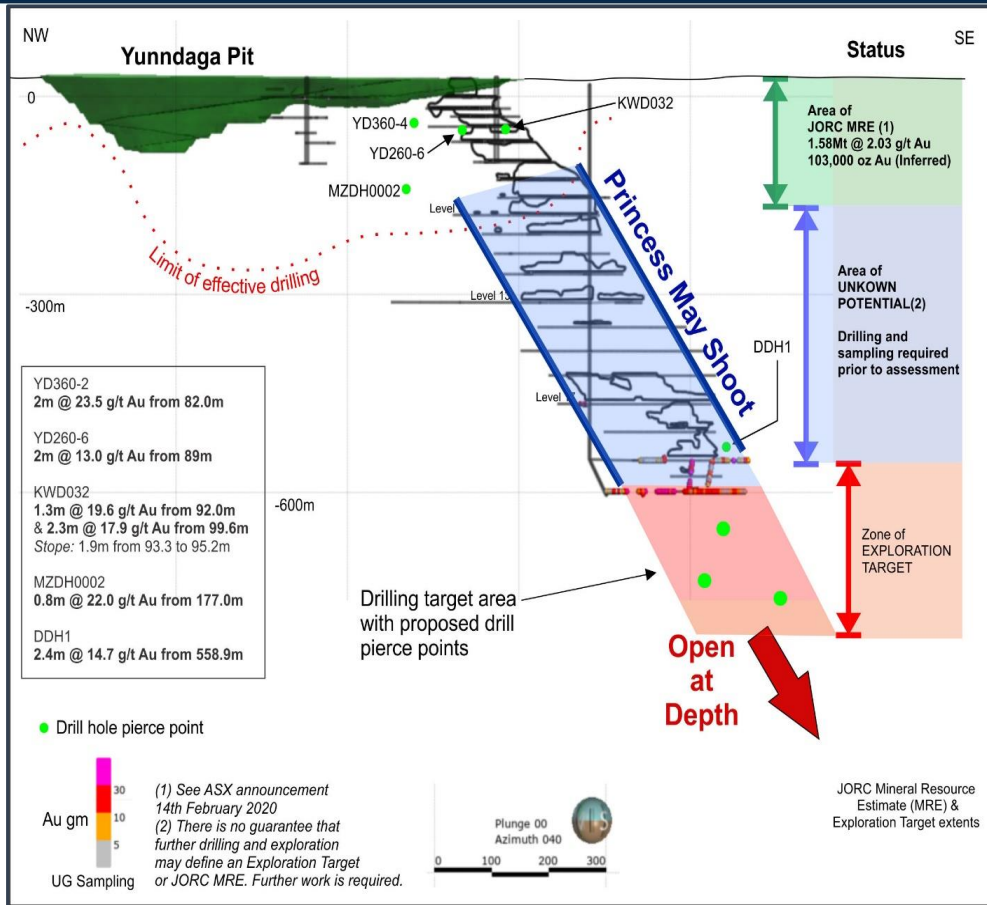 NW
Yunndaga Pit
Status
SE
0
-300m
-600m
YD360-4
YD260-6
KWD032
MZDH0002
Level
Level 1
Level
Limit of effective drilling
Princess May Shoot
DDH1
Area of
JORC MRE (1)
1.58Mt @ 2.03 g/t Au
103,000 oz Au (Inferred)
Area of
UNKOWN
POTENTIAL(2)
Drilling and
sampling required
prior to assessment
Zone of
EXPLORATION
TARGET
YD360-2
2m @ 23.5 g/t Au from 82.0m
YD260-6
2m @ 13.0 g/t Au from 89m
KWD032
1.3m @ 19.6 g/t Au from 92.0m
& 2.3m @ 17.9 g/t Au from 99.6m
Stope: 1.9m from 93.3 to 95.2m
MZDH0002
0.8m @ 22.0 g/t Au from 177.0m
DDH1
2.4m @ 14.7 g/t Au from 558.9m
Drilling target area
with proposed drill
pierce points
Open
at
Depth
Drill hole pierce point
Au gm
30
10
5
UG Sampling
(1) See ASX announcement
14th February 2020
(2) There is no guarantee that
further drilling and exploration
may define an Exploration Target
or JORC MRE. Further work is required.
Plunge 00
Azimuth 040
0 100 200 300
JORC Mineral Resource
Estimate (MRE) &
Exploration Target extents